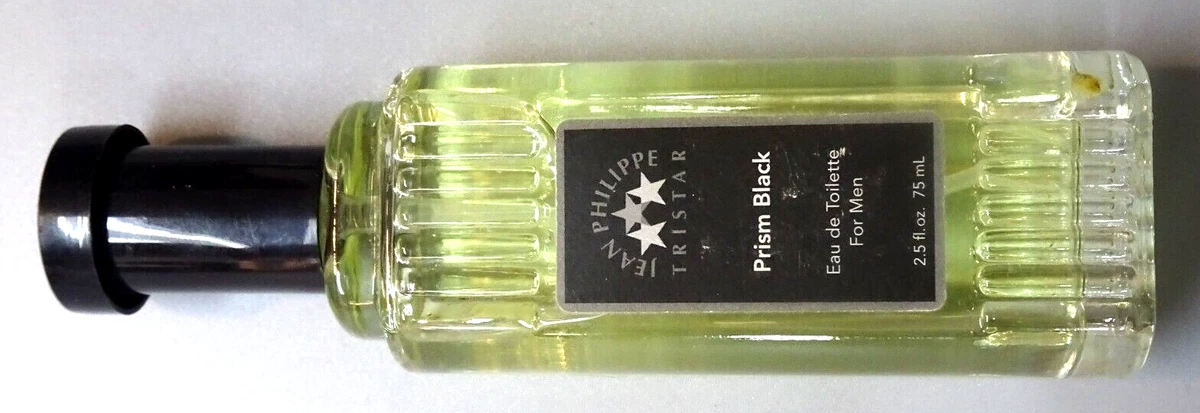 JEAN PHILIPPE
TRISTAR
Prism Black
Eau de Toilette
For Men
2.5 fl.oz. 75 mL